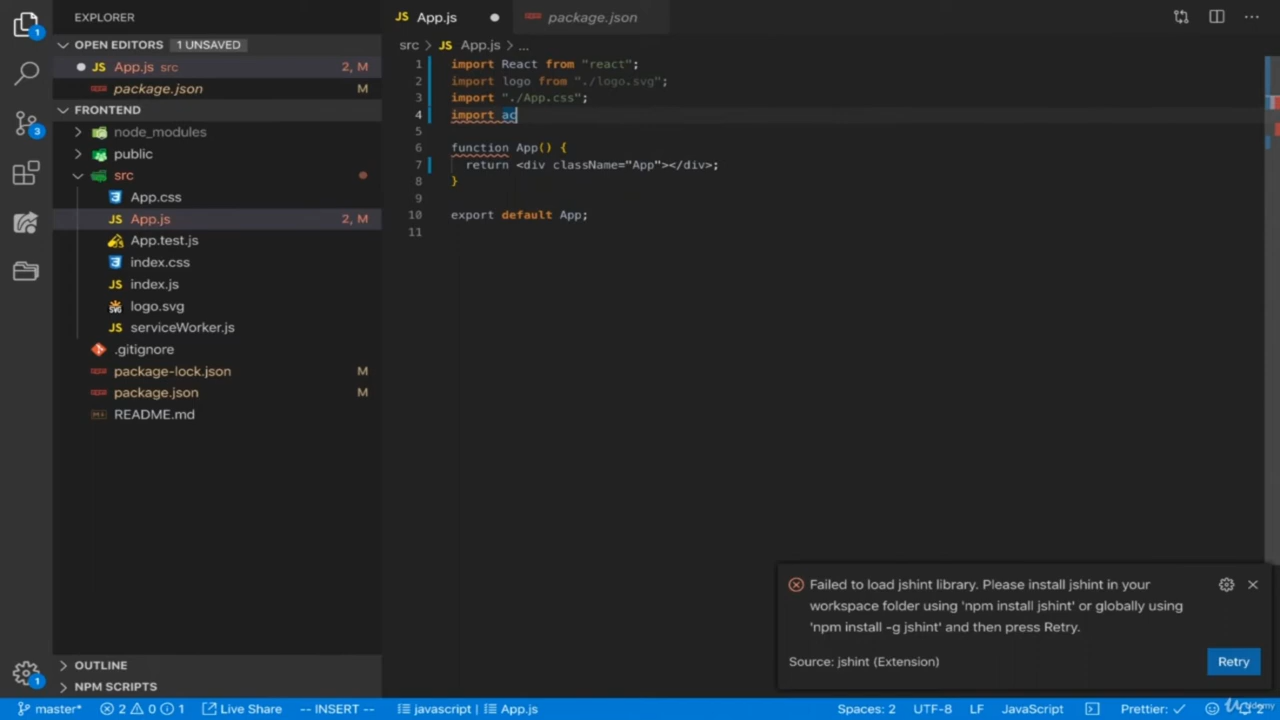 EXPLORER
OPEN EDITORS 1 UNSAVED
JS App.js src 2, M
package.json M
FRONTEND
node_modules
public
src
App.css
JS App.js 2, M
App.test.js
index.css
JS index.js
logo.svg
JS serviceWorker.js
.gitignore
package-lock.json M
package.json M
README.md
OUTLINE
NPM SCRIPTS
JS App.js
package.json
src > JS App.js > ...
1 import React from "react";
2 import logo from "./logo.svg";
3 import "./App.css";
4 import ac
5
6 function App() {
7 return <div className="App"></div>;
8 }
9
10 export default App;
11
Failed to load jshint library. Please install jshint in your
workspace folder using 'npm install jshint' or globally using
'npm install -g jshint' and then press Retry.
Source: jshint (Extension)
Retry
1
3
1
master* 2 0 1 Live Share -- INSERT -- javascript | App.js Spaces: 2 UTF-8 LF JavaScript Prettier: ✓ 2